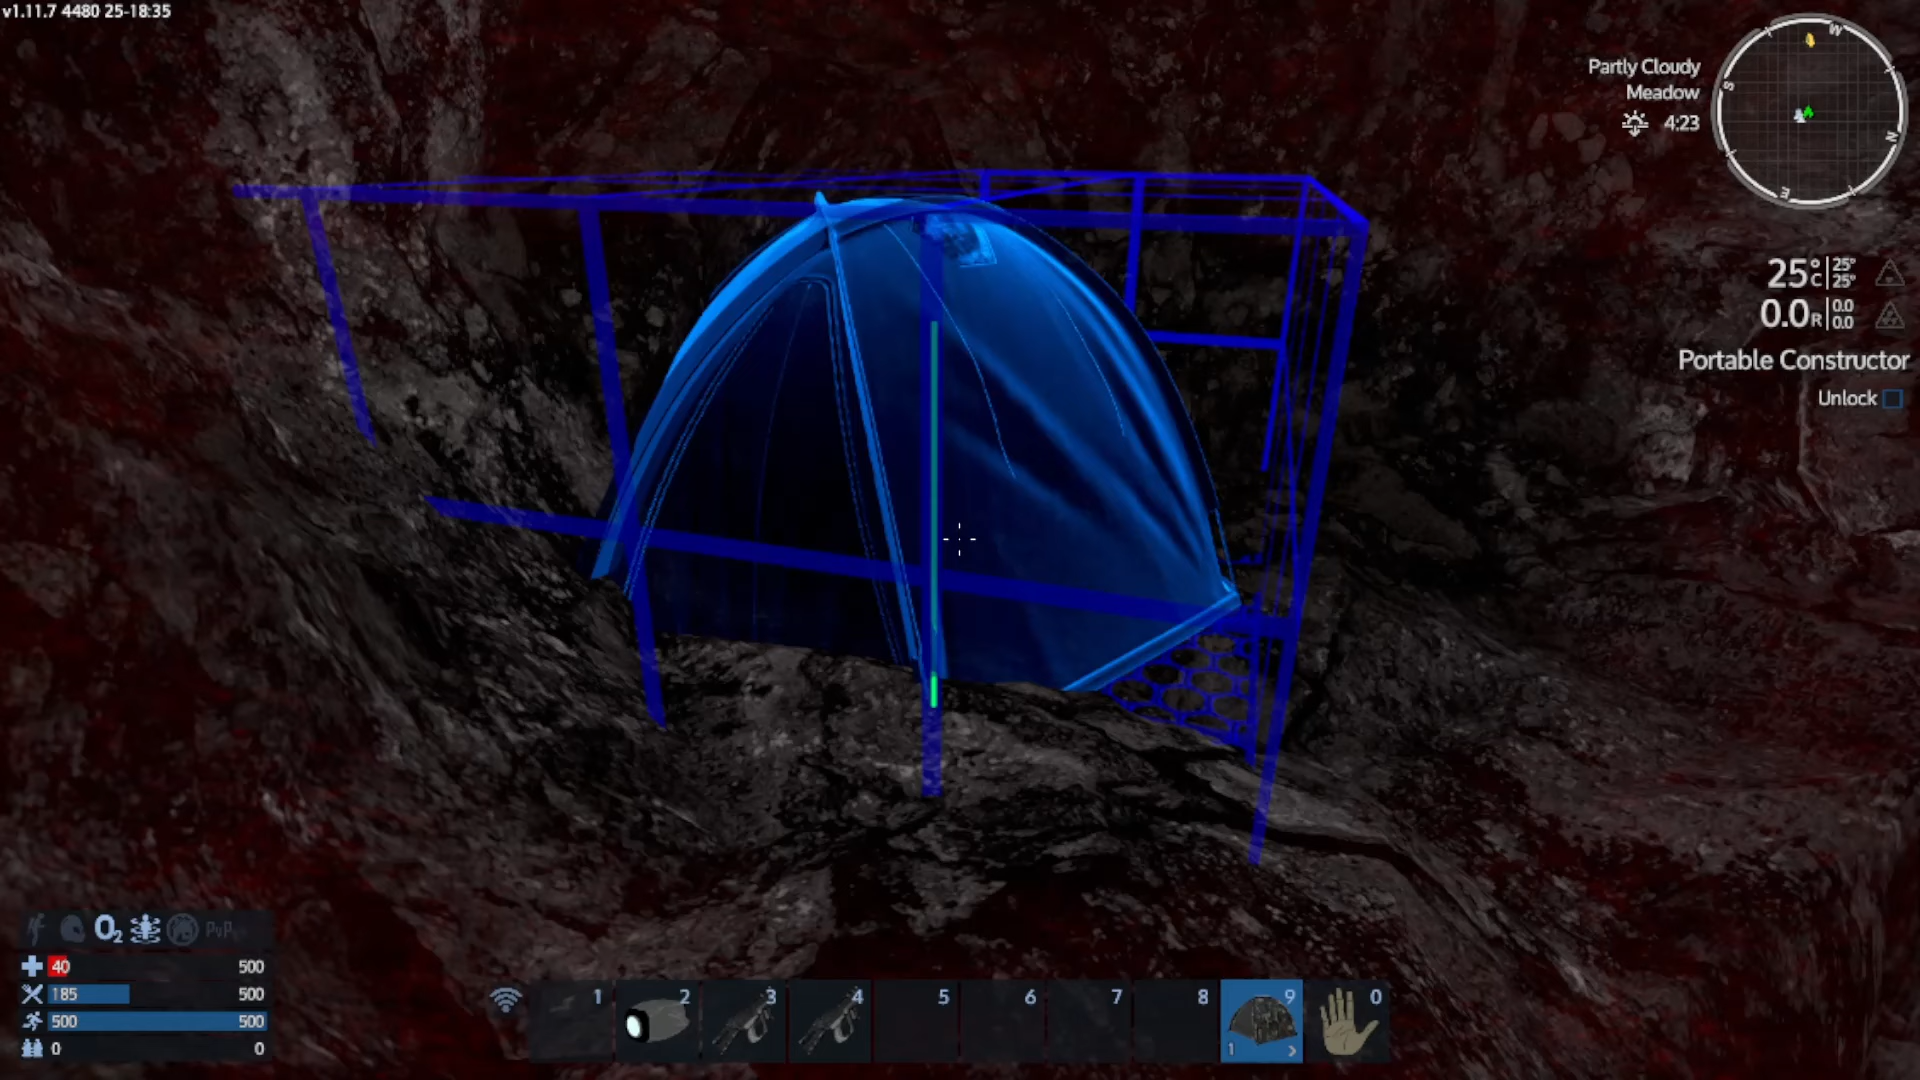 v1.11.7 4480 25-18:35
W
S
N
E
Partly Cloudy
Meadow
4:23
25°C 25° 25°
0.0R 0.0 0.0
Portable Constructor
Unlock
O2 PvP
40 500
185 500
500 500
0 0
1 2 3 4 5 6 7 8 9 0
1